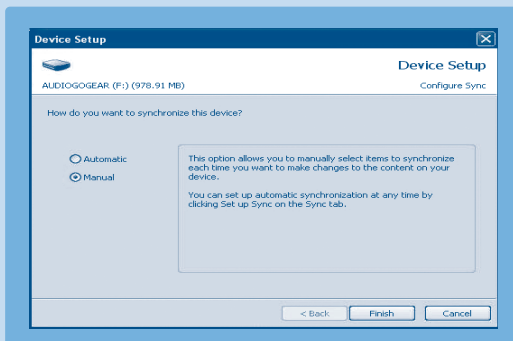 Device Setup
Device Setup
AUDIOGOGEAR (F:) (978.91 MB)
Configure Sync
How do you want to synchronize this device?
Automatic
Manual
This option allows you to manually select items to synchronize
each time you want to make changes to the content on your
device.
You can set up automatic synchronization at any time by
clicking Set up Sync on the Sync tab.
< Back
Finish
Cancel